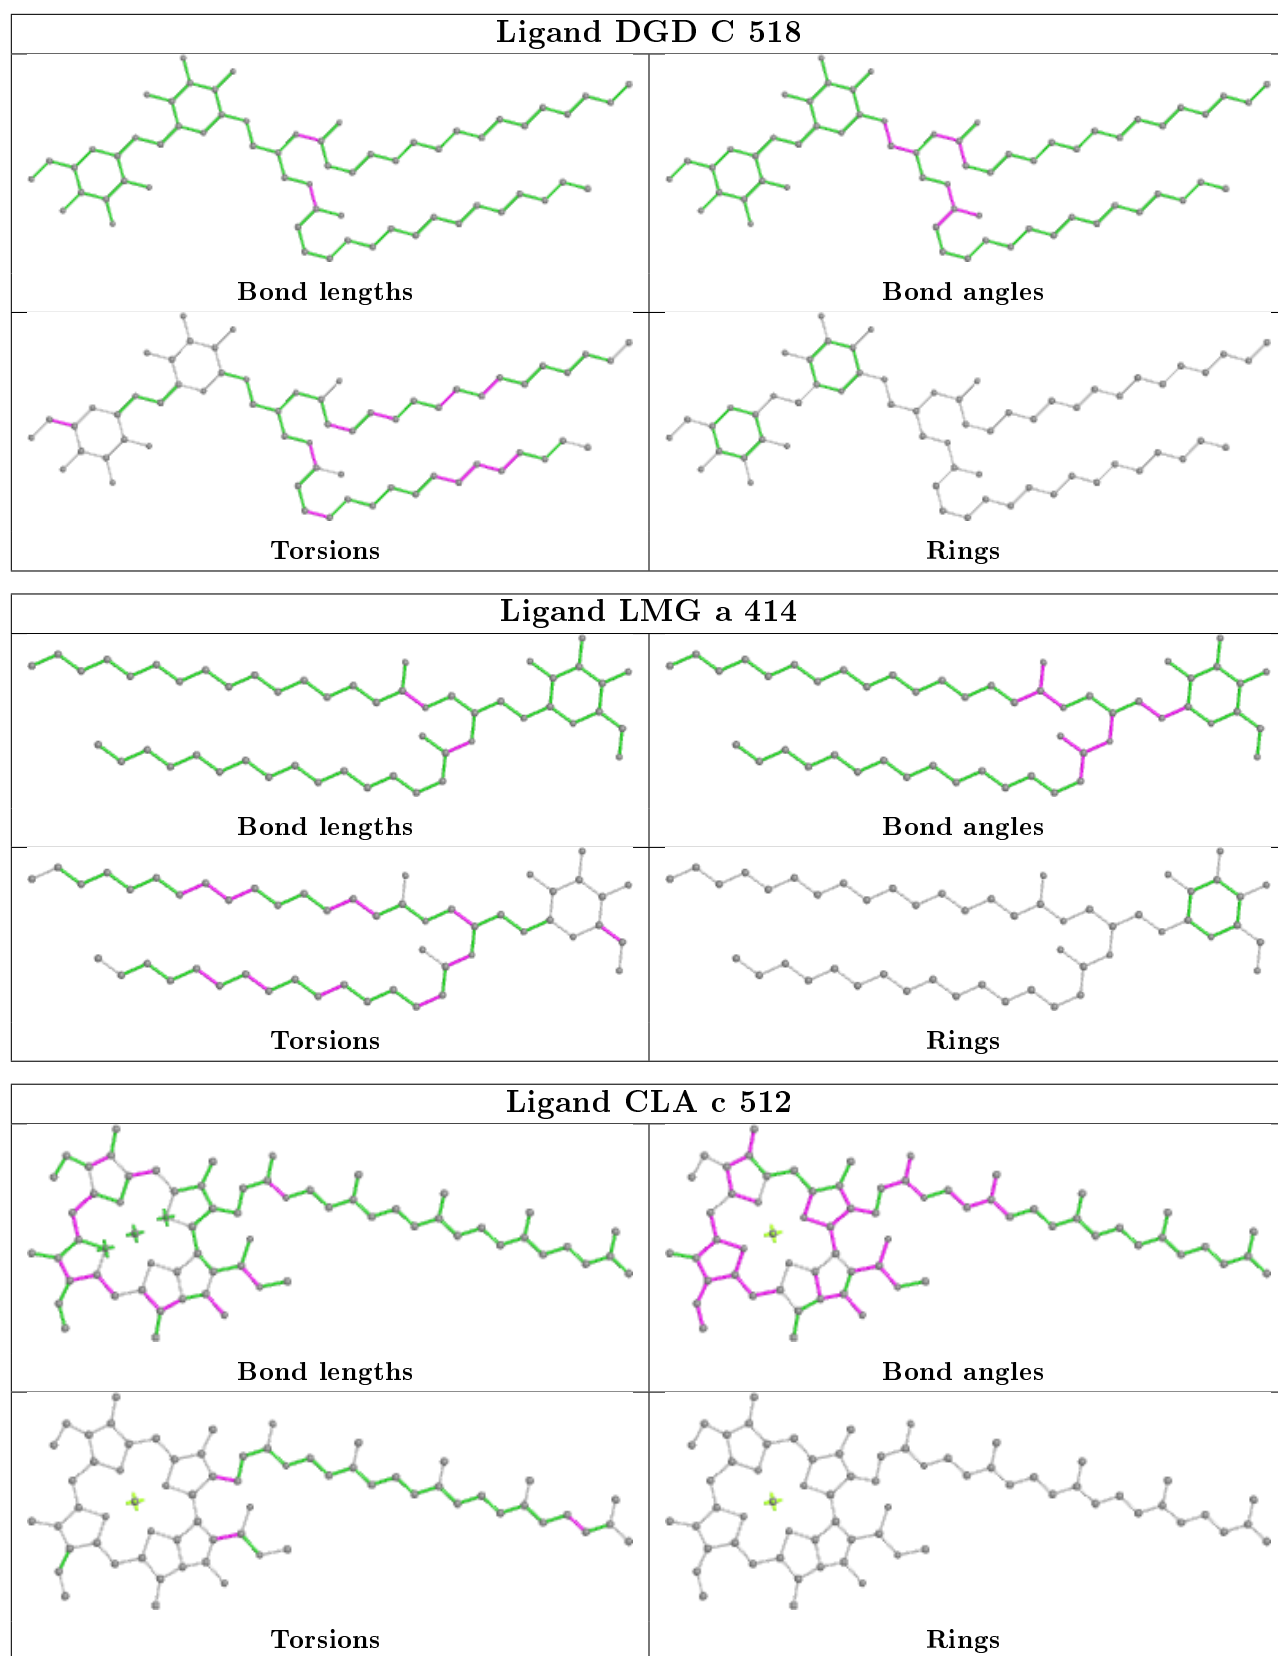 Ligand DGD C 518
Bond lengths
Bond angles
Torsions
Rings
Ligand LMG a 414
Bond lengths
Bond angles
Torsions
Rings
Ligand CLA c 512
Bond lengths
Bond angles
Torsions
Rings